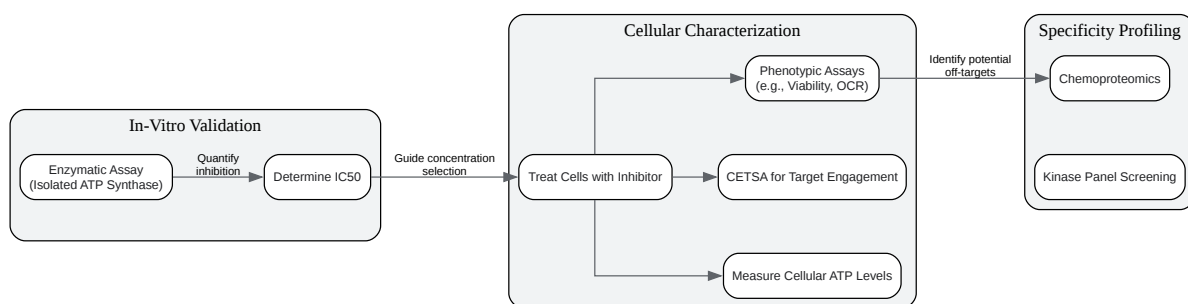 In-Vitro Validation
Enzymatic Assay
(Isolated ATP Synthase)
Quantify
inhibition
Determine IC50
Guide concentration
selection
Cellular Characterization
Treat Cells with Inhibitor
Phenotypic Assays
(e.g., Viability, OCR)
CETSA for Target Engagement
Measure Cellular ATP Levels
Identify potential
off-targets
Specificity Profiling
Chemoproteomics
Kinase Panel Screening